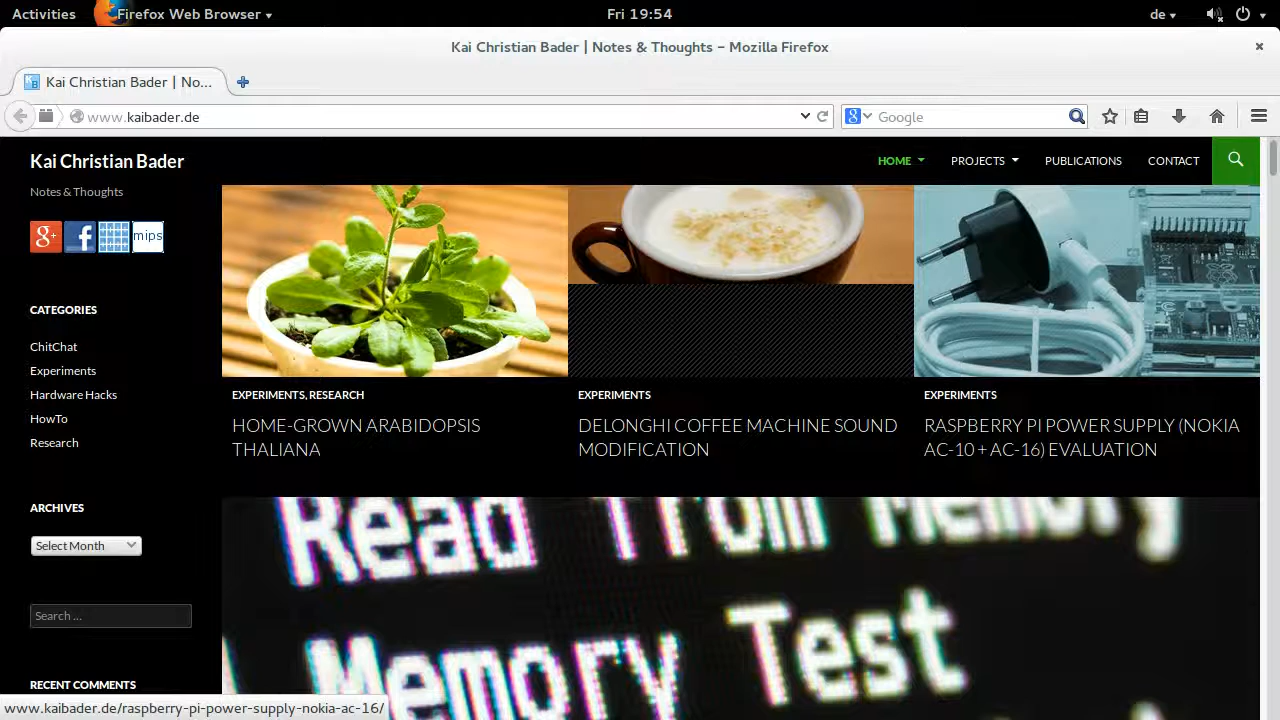 Activities
Firefox Web Browser
Fri 19:54
de
Kai Christian Bader | Notes & Thoughts - Mozilla Firefox
Kai Christian Bader | No...
www.kaibader.de
Google
Kai Christian Bader
HOME
PROJECTS
PUBLICATIONS
CONTACT
Notes & Thoughts
g+
f
mips
CATEGORIES
ChitChat
Experiments
Hardware Hacks
HowTo
Research
EXPERIMENTS, RESEARCH
HOME-GROWN ARABIDOPSIS
THALIANA
EXPERIMENTS
DELONGHI COFFEE MACHINE SOUND
MODIFICATION
EXPERIMENTS
RASPBERRY PI POWER SUPPLY (NOKIA
AC-10 + AC-16) EVALUATION
ARCHIVES
Select Month
Search ...
RECENT COMMENTS
Read from Memory
Memory Test
www.kaibader.de/raspberry-pi-power-supply-nokia-ac-16/